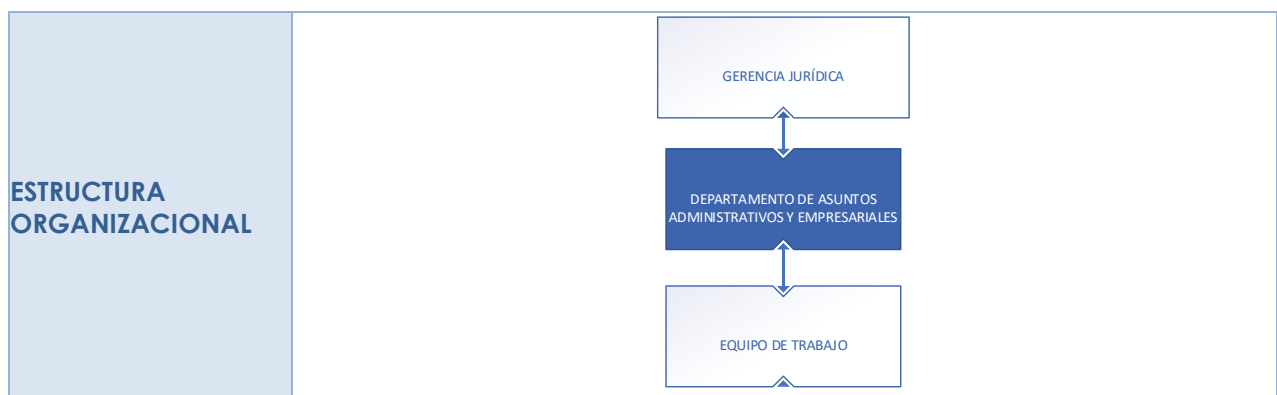 GERENCIA JURÍDICA
ESTRUCTURA
ORGANIZACIONAL
DEPARTAMENTO DE ASUNTOS
ADMINISTRATIVOS Y EMPRESARIALES
EQUIPO DE TRABAJO